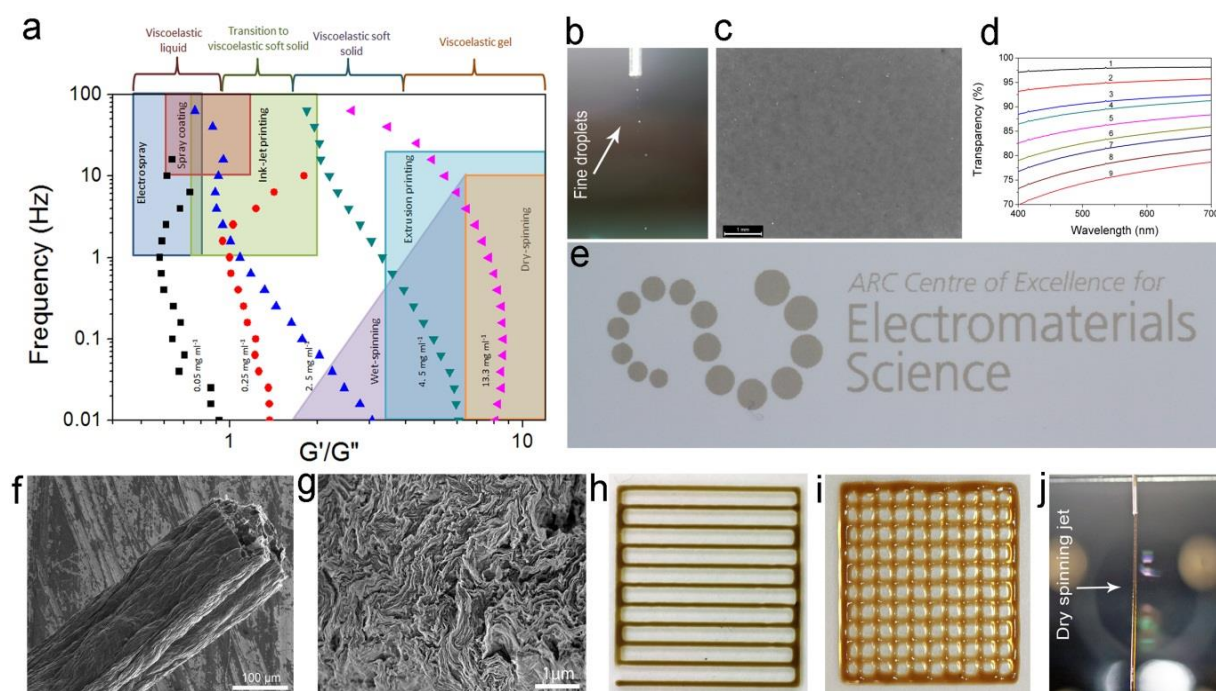 a
Viscoelastic
liquid
Transition to
viscoelastic soft solid
Viscoelastic soft
solid
Viscoelastic gel
100
10
1
0.1
0.01
Frequency (Hz)
Electrospray
Spray coating
Ink-Jet printing
Wet-spinning
Extrusion printing
Dry-spinning
0.05 mg ml⁻¹
0.25 mg ml⁻¹
2. 5 mg ml⁻¹
4. 5 mg ml⁻¹
13.3 mg ml⁻¹
1
10
G'/G"
b
Fine droplets
c
1 mm
d
100
95
90
85
80
75
70
Transparency (%)
1
2
3
4
5
6
7
8
9
400
500
600
700
Wavelength (nm)
e
ARC Centre of Excellence for
Electromaterials
Science
f
100 µm
g
1µm
h
i
j
Dry spinning jet